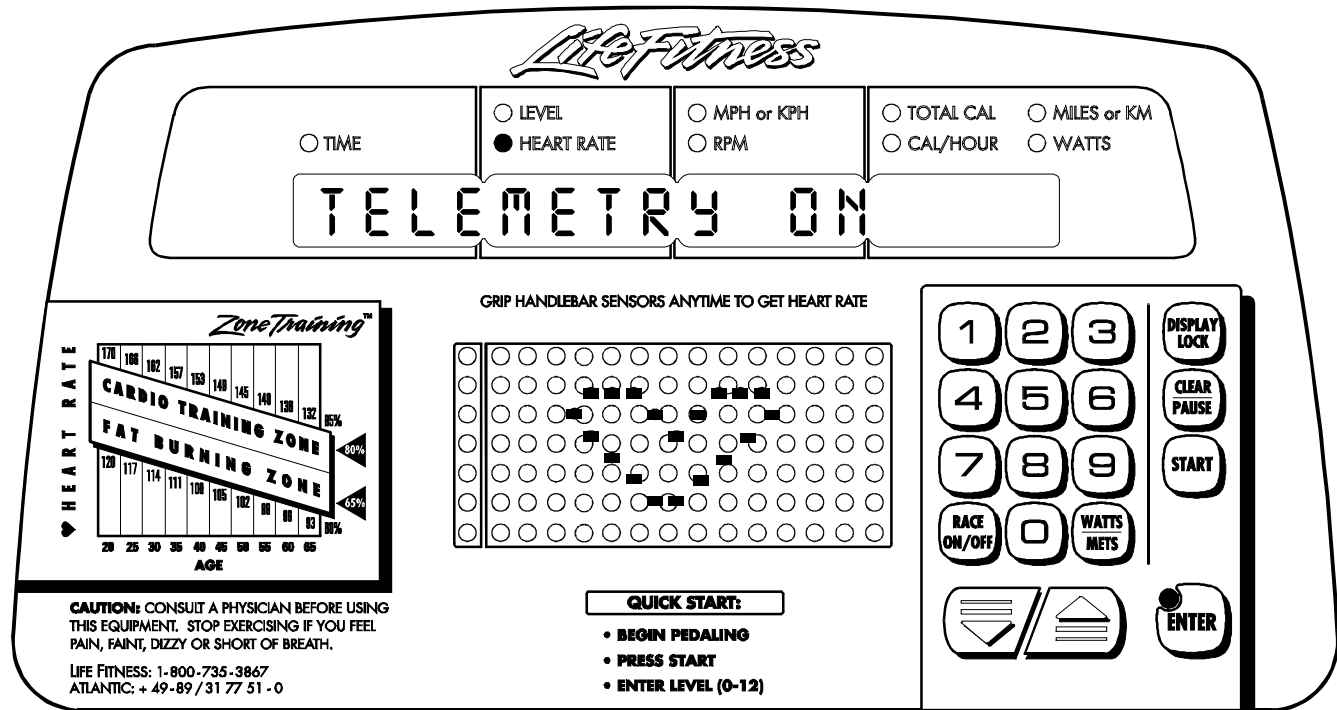 Life Fitness
LEVEL
MPH or KPH
TOTAL CAL
MILES or KM
TIME
HEART RATE
RPM
CAL/HOUR
WATTS
TELEMETRY ON
GRIP HANDLEBAR SENSORS ANYTIME TO GET HEART RATE
Zone Training™
HEART RATE
170 166 162 157 153 149 145 140 136 132 85%
CARDIO TRAINING ZONE
80%
FAT BURNING ZONE
65%
120 117 114 111 108 105 102 99 96 93 60%
20 25 30 35 40 45 50 55 60 65
AGE
CAUTION: CONSULT A PHYSICIAN BEFORE USING
THIS EQUIPMENT. STOP EXERCISING IF YOU FEEL
PAIN, FAINT, DIZZY OR SHORT OF BREATH.
LIFE FITNESS: 1-800-735-3867
ATLANTIC: + 49-89 / 31 77 51 - 0
QUICK START:
• BEGIN PEDALING
• PRESS START
• ENTER LEVEL (0-12)
1 2 3
DISPLAY
LOCK
4 5 6
CLEAR
PAUSE
7 8 9
START
RACE
ON/OFF
0
WATTS
METS
ENTER